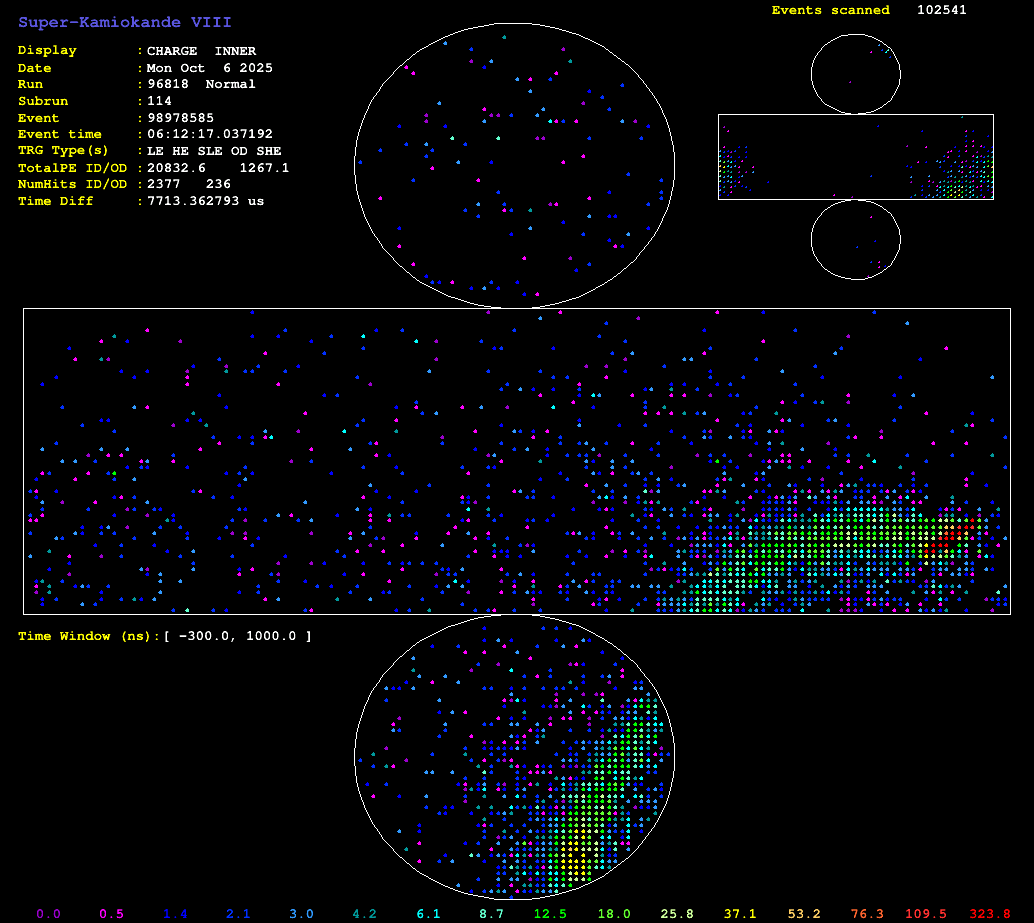 Super-Kamiokande VIII
Events scanned 102541
Display : CHARGE INNER
Date : Mon Oct 6 2025
Run : 96818 Normal
Subrun : 114
Event : 98978585
Event time : 06:12:17.037192
TRG Type(s) : LE HE SLE OD SHE
TotalPE ID/OD : 20832.6 1267.1
NumHits ID/OD : 2377 236
Time Diff : 7713.362793 us
Time Window (ns):[ -300.0, 1000.0 ]
0.0 0.5 1.4 2.1 3.0 4.2 6.1 8.7 12.5 18.0 25.8 37.1 53.2 76.3 109.5 323.8